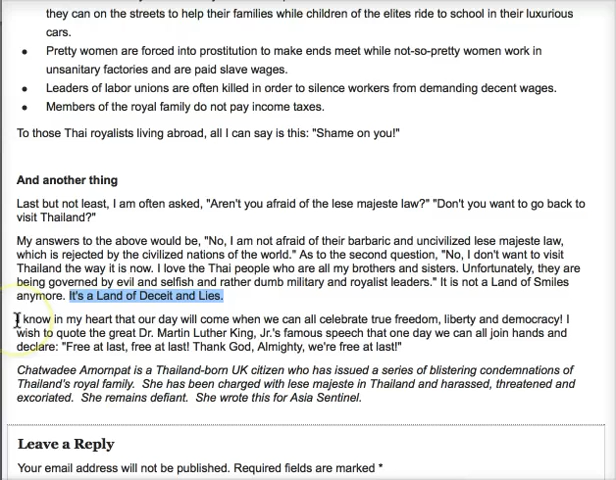 they can on the streets to help their families while children of the elites ride to school in their luxurious
cars.
• Pretty women are forced into prostitution to make ends meet while not-so-pretty women work in
unsanitary factories and are paid slave wages.
• Leaders of labor unions are often killed in order to silence workers from demanding decent wages.
• Members of the royal family do not pay income taxes.
To those Thai royalists living abroad, all I can say is this: "Shame on you!"
And another thing
Last but not least, I am often asked, "Aren't you afraid of the lese majeste law?" "Don't you want to go back to
visit Thailand?"
My answers to the above would be, "No, I am not afraid of their barbaric and uncivilized lese majeste law,
which is rejected by the civilized nations of the world." As to the second question, "No, I don't want to visit
Thailand the way it is now. I love the Thai people who are all my brothers and sisters. Unfortunately, they are
being governed by evil and selfish and rather dumb military and royalist leaders." It is not a Land of Smiles
anymore. It's a Land of Deceit and Lies.
I know in my heart that our day will come when we can all celebrate true freedom, liberty and democracy! I
wish to quote the great Dr. Martin Luther King, Jr.'s famous speech that one day we can all join hands and
declare: "Free at last, free at last! Thank God, Almighty, we're free at last!"
Chatwadee Amornpat is a Thailand-born UK citizen who has issued a series of blistering condemnations of
Thailand's royal family. She has been charged with lese majeste in Thailand and harassed, threatened and
excoriated. She remains defiant. She wrote this for Asia Sentinel.
Leave a Reply
Your email address will not be published. Required fields are marked *